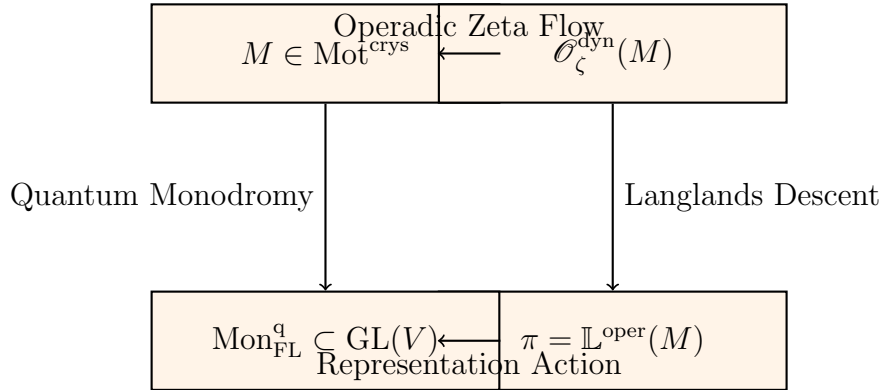 Operadic Zeta Flow
M ∈ Mot^crys
𝒪_ζ^dyn(M)
Quantum Monodromy
Langlands Descent
Mon_FL^q ⊆ GL(V)
π = 𝕃^oper(M)
Representation Action